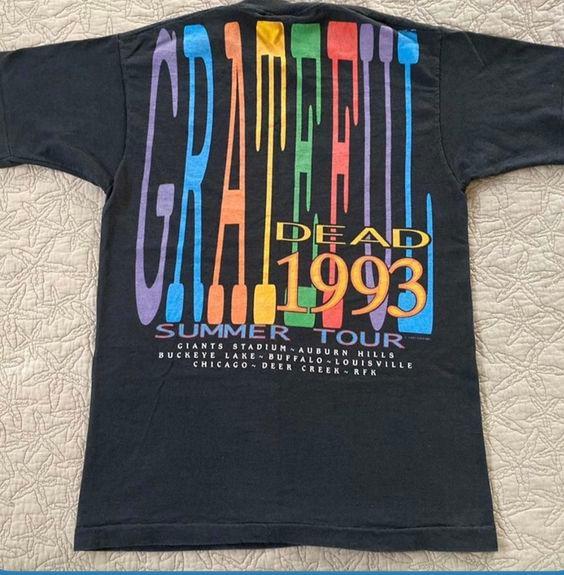 GRATEFUL
DEAD
1993
SUMMER TOUR
GIANTS STADIUM ~ AUBURN HILLS
BUCKEYE LAKE ~ BUFFALO ~ LOUISVILLE
CHICAGO ~ DEER CREEK ~ RFK